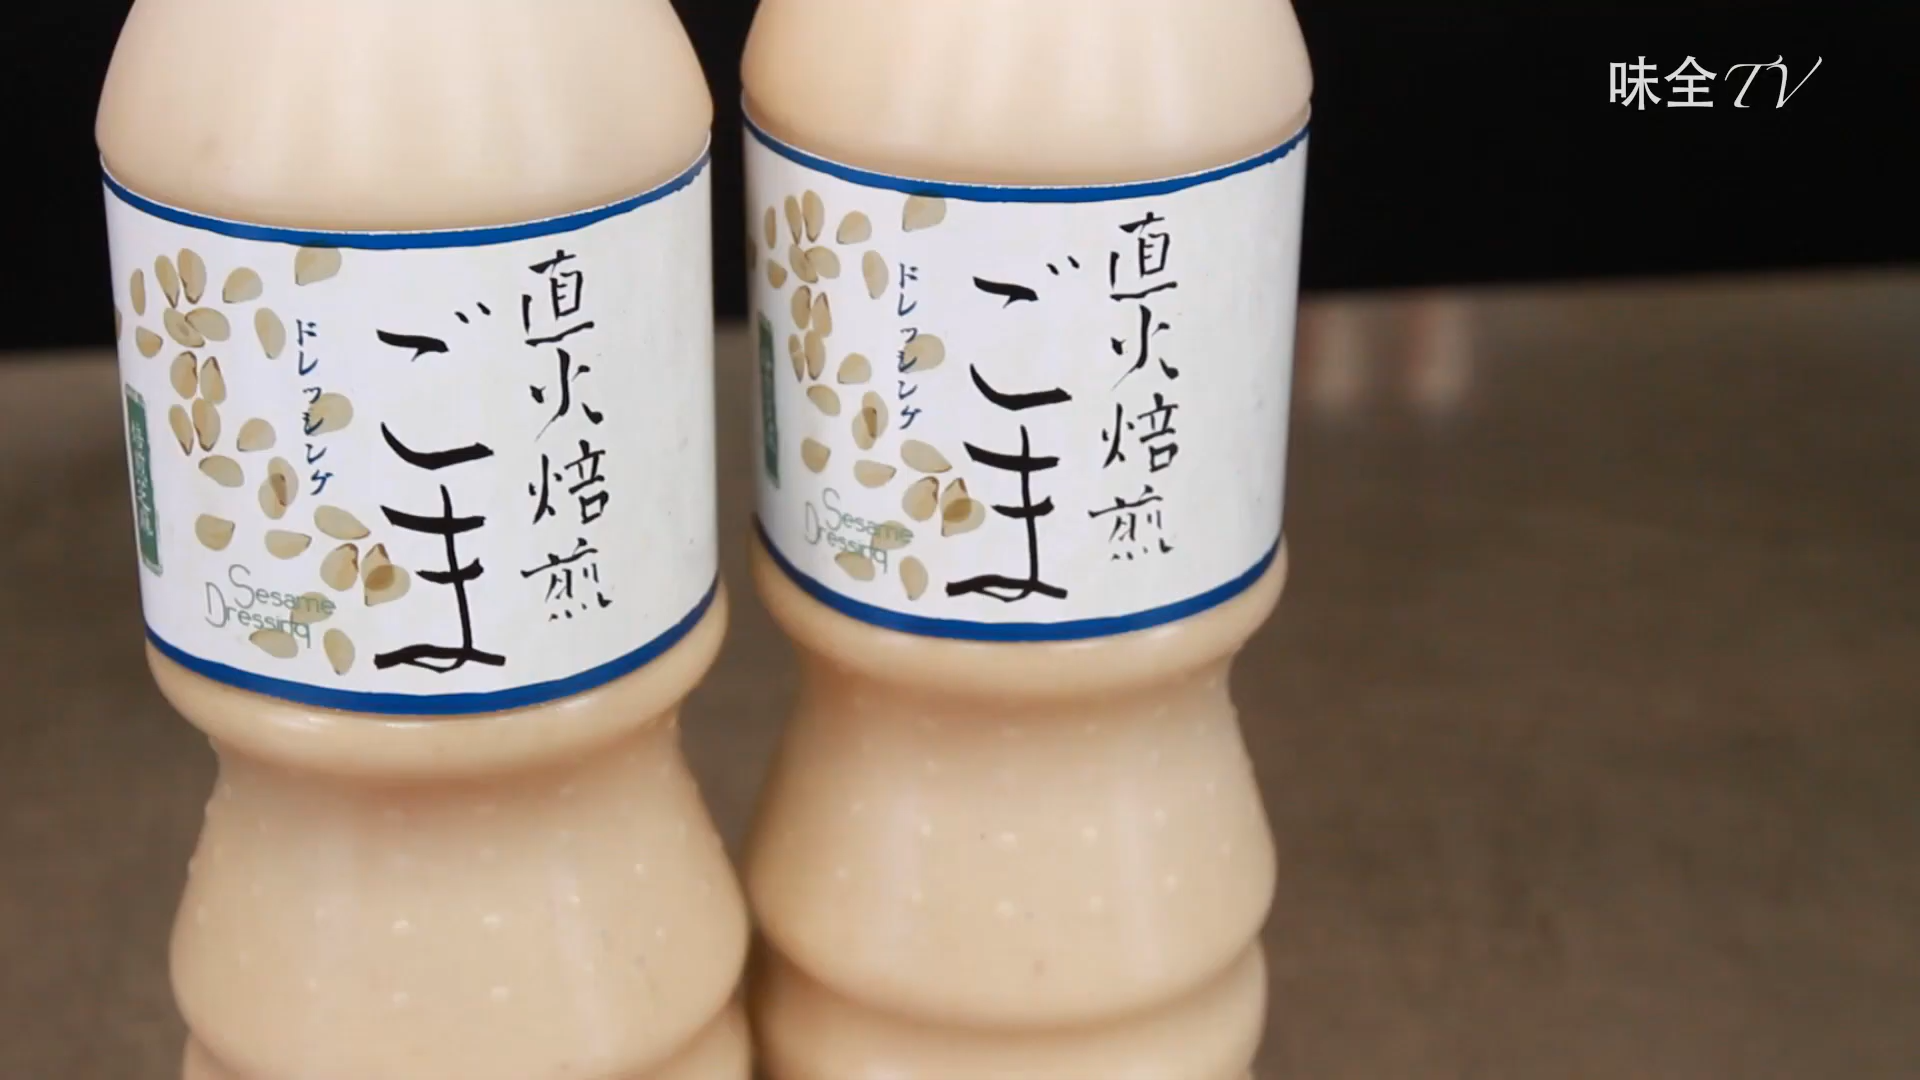 味全TV
直火焙煎
ごま
ドレッシング
Sesame
Dressing
直火焙煎
ごま
ドレッシング
Sesame
Dressing